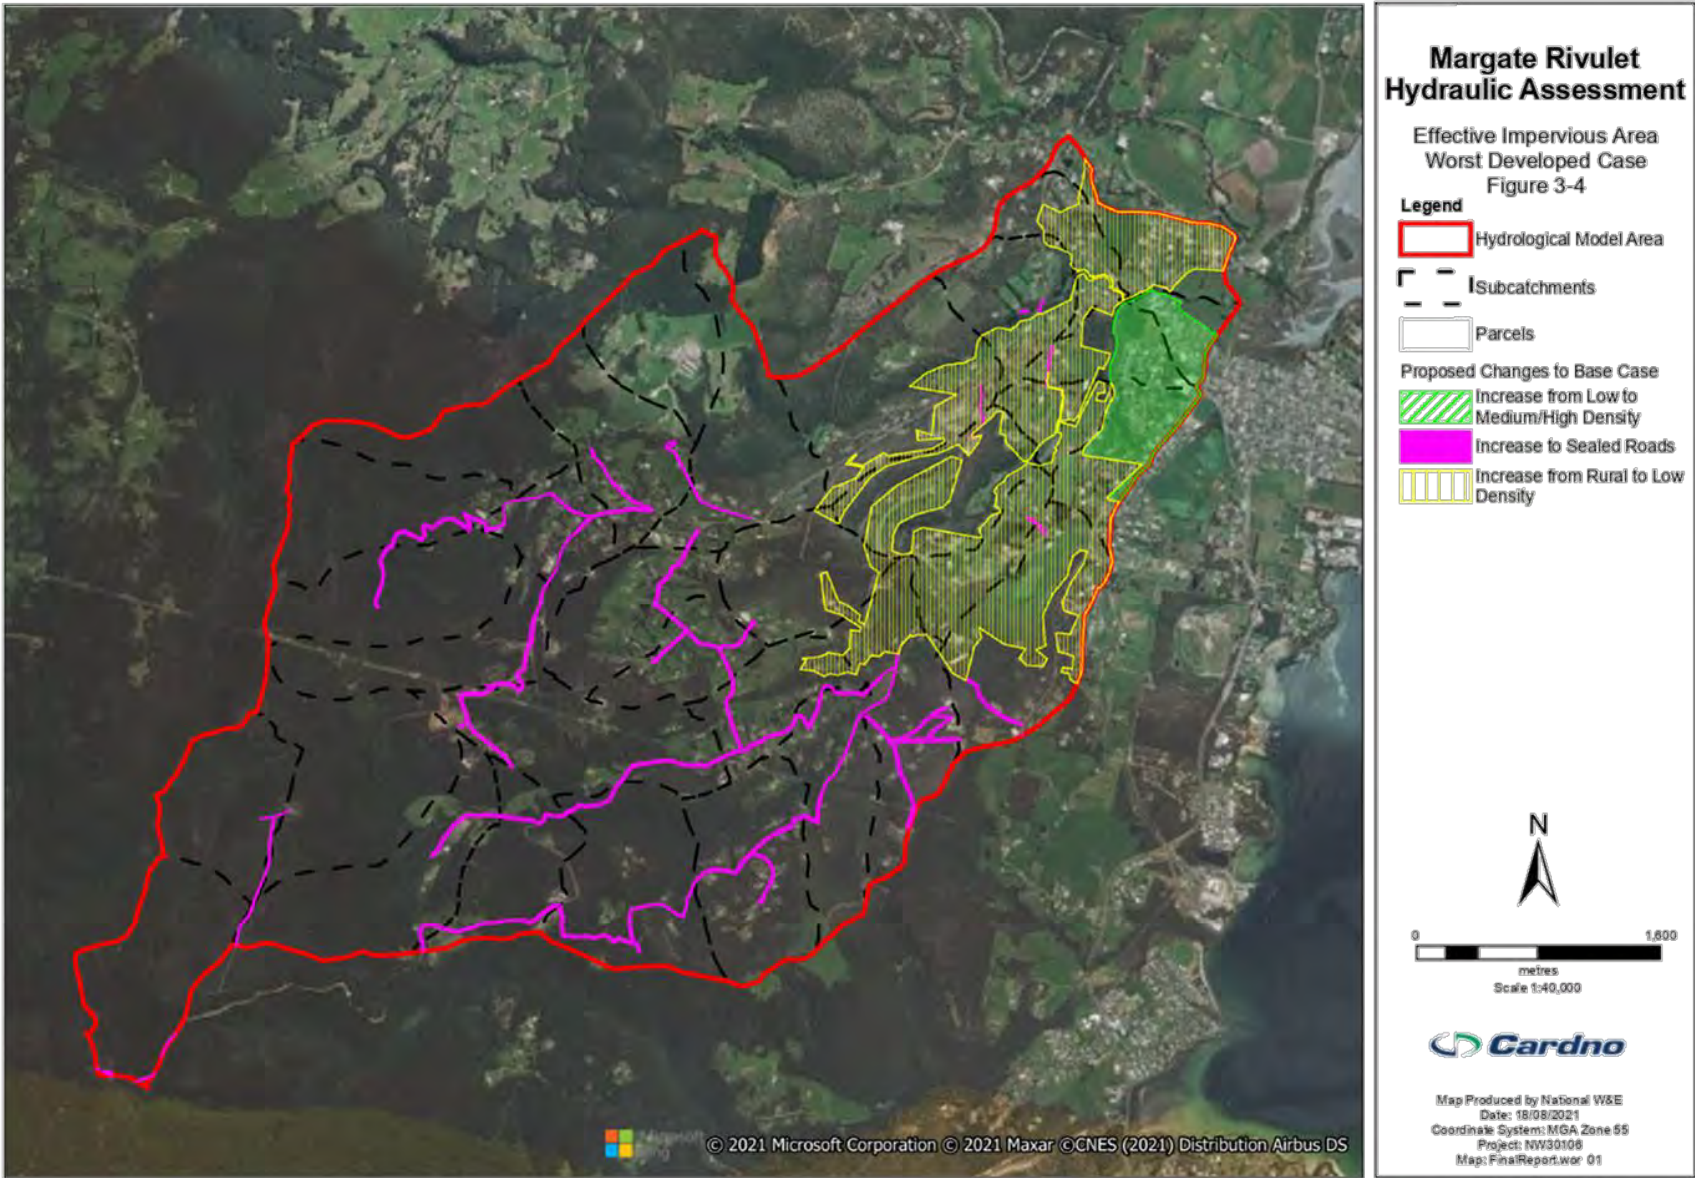 Margate Rivulet
Hydraulic Assessment
Effective Impervious Area
Worst Developed Case
Figure 3-4
Legend
Hydrological Model Area
Subcatchments
Parcels
Proposed Changes to Base Case
Increase from Low to
Medium/High Density
Increase to Sealed Roads
Increase from Rural to Low
Density
N
0 1,600
metres
Scale 1:40,000
Cardno
Map Produced by National W&E
Date: 18/08/2021
Coordinate System: MGA Zone 55
Project: NW30106
Map: FinalReport.wor 01
Microsoft
Bing
© 2021 Microsoft Corporation © 2021 Maxar ©CNES (2021) Distribution Airbus DS